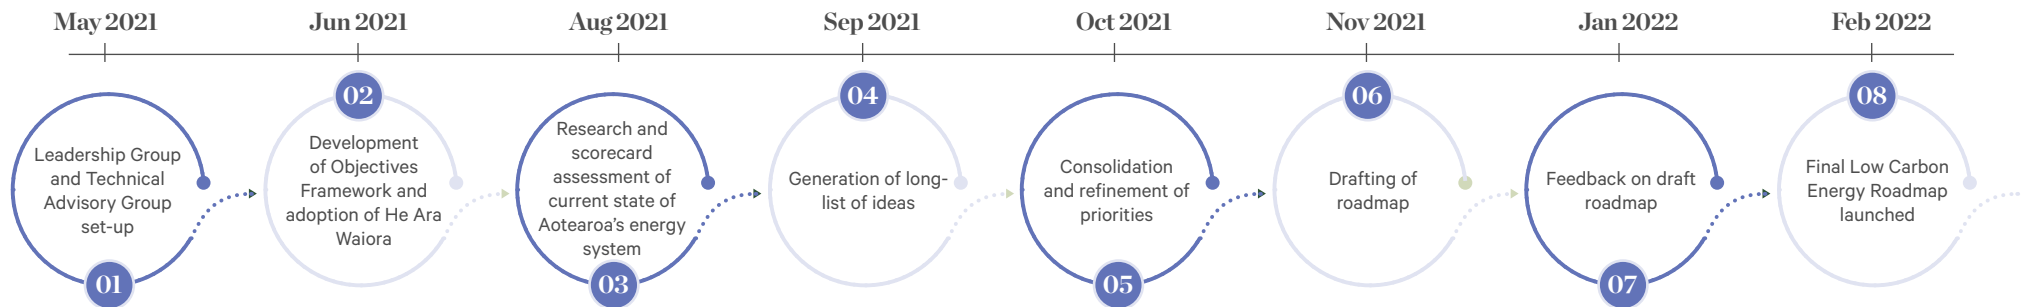 May 2021
Jun 2021
Aug 2021
Sep 2021
Oct 2021
Nov 2021
Jan 2022
Feb 2022
Leadership Group
and Technical
Advisory Group
set-up
01
02
Development
of Objectives
Framework and
adoption of He Ara
Waiora
Research and
scorecard
assessment of
current state of
Aotearoa’s energy
system
03
04
Generation of long-
list of ideas
Consolidation
and refinement of
priorities
05
06
Drafting of
roadmap
Feedback on draft
roadmap
07
08
Final Low Carbon
Energy Roadmap
launched